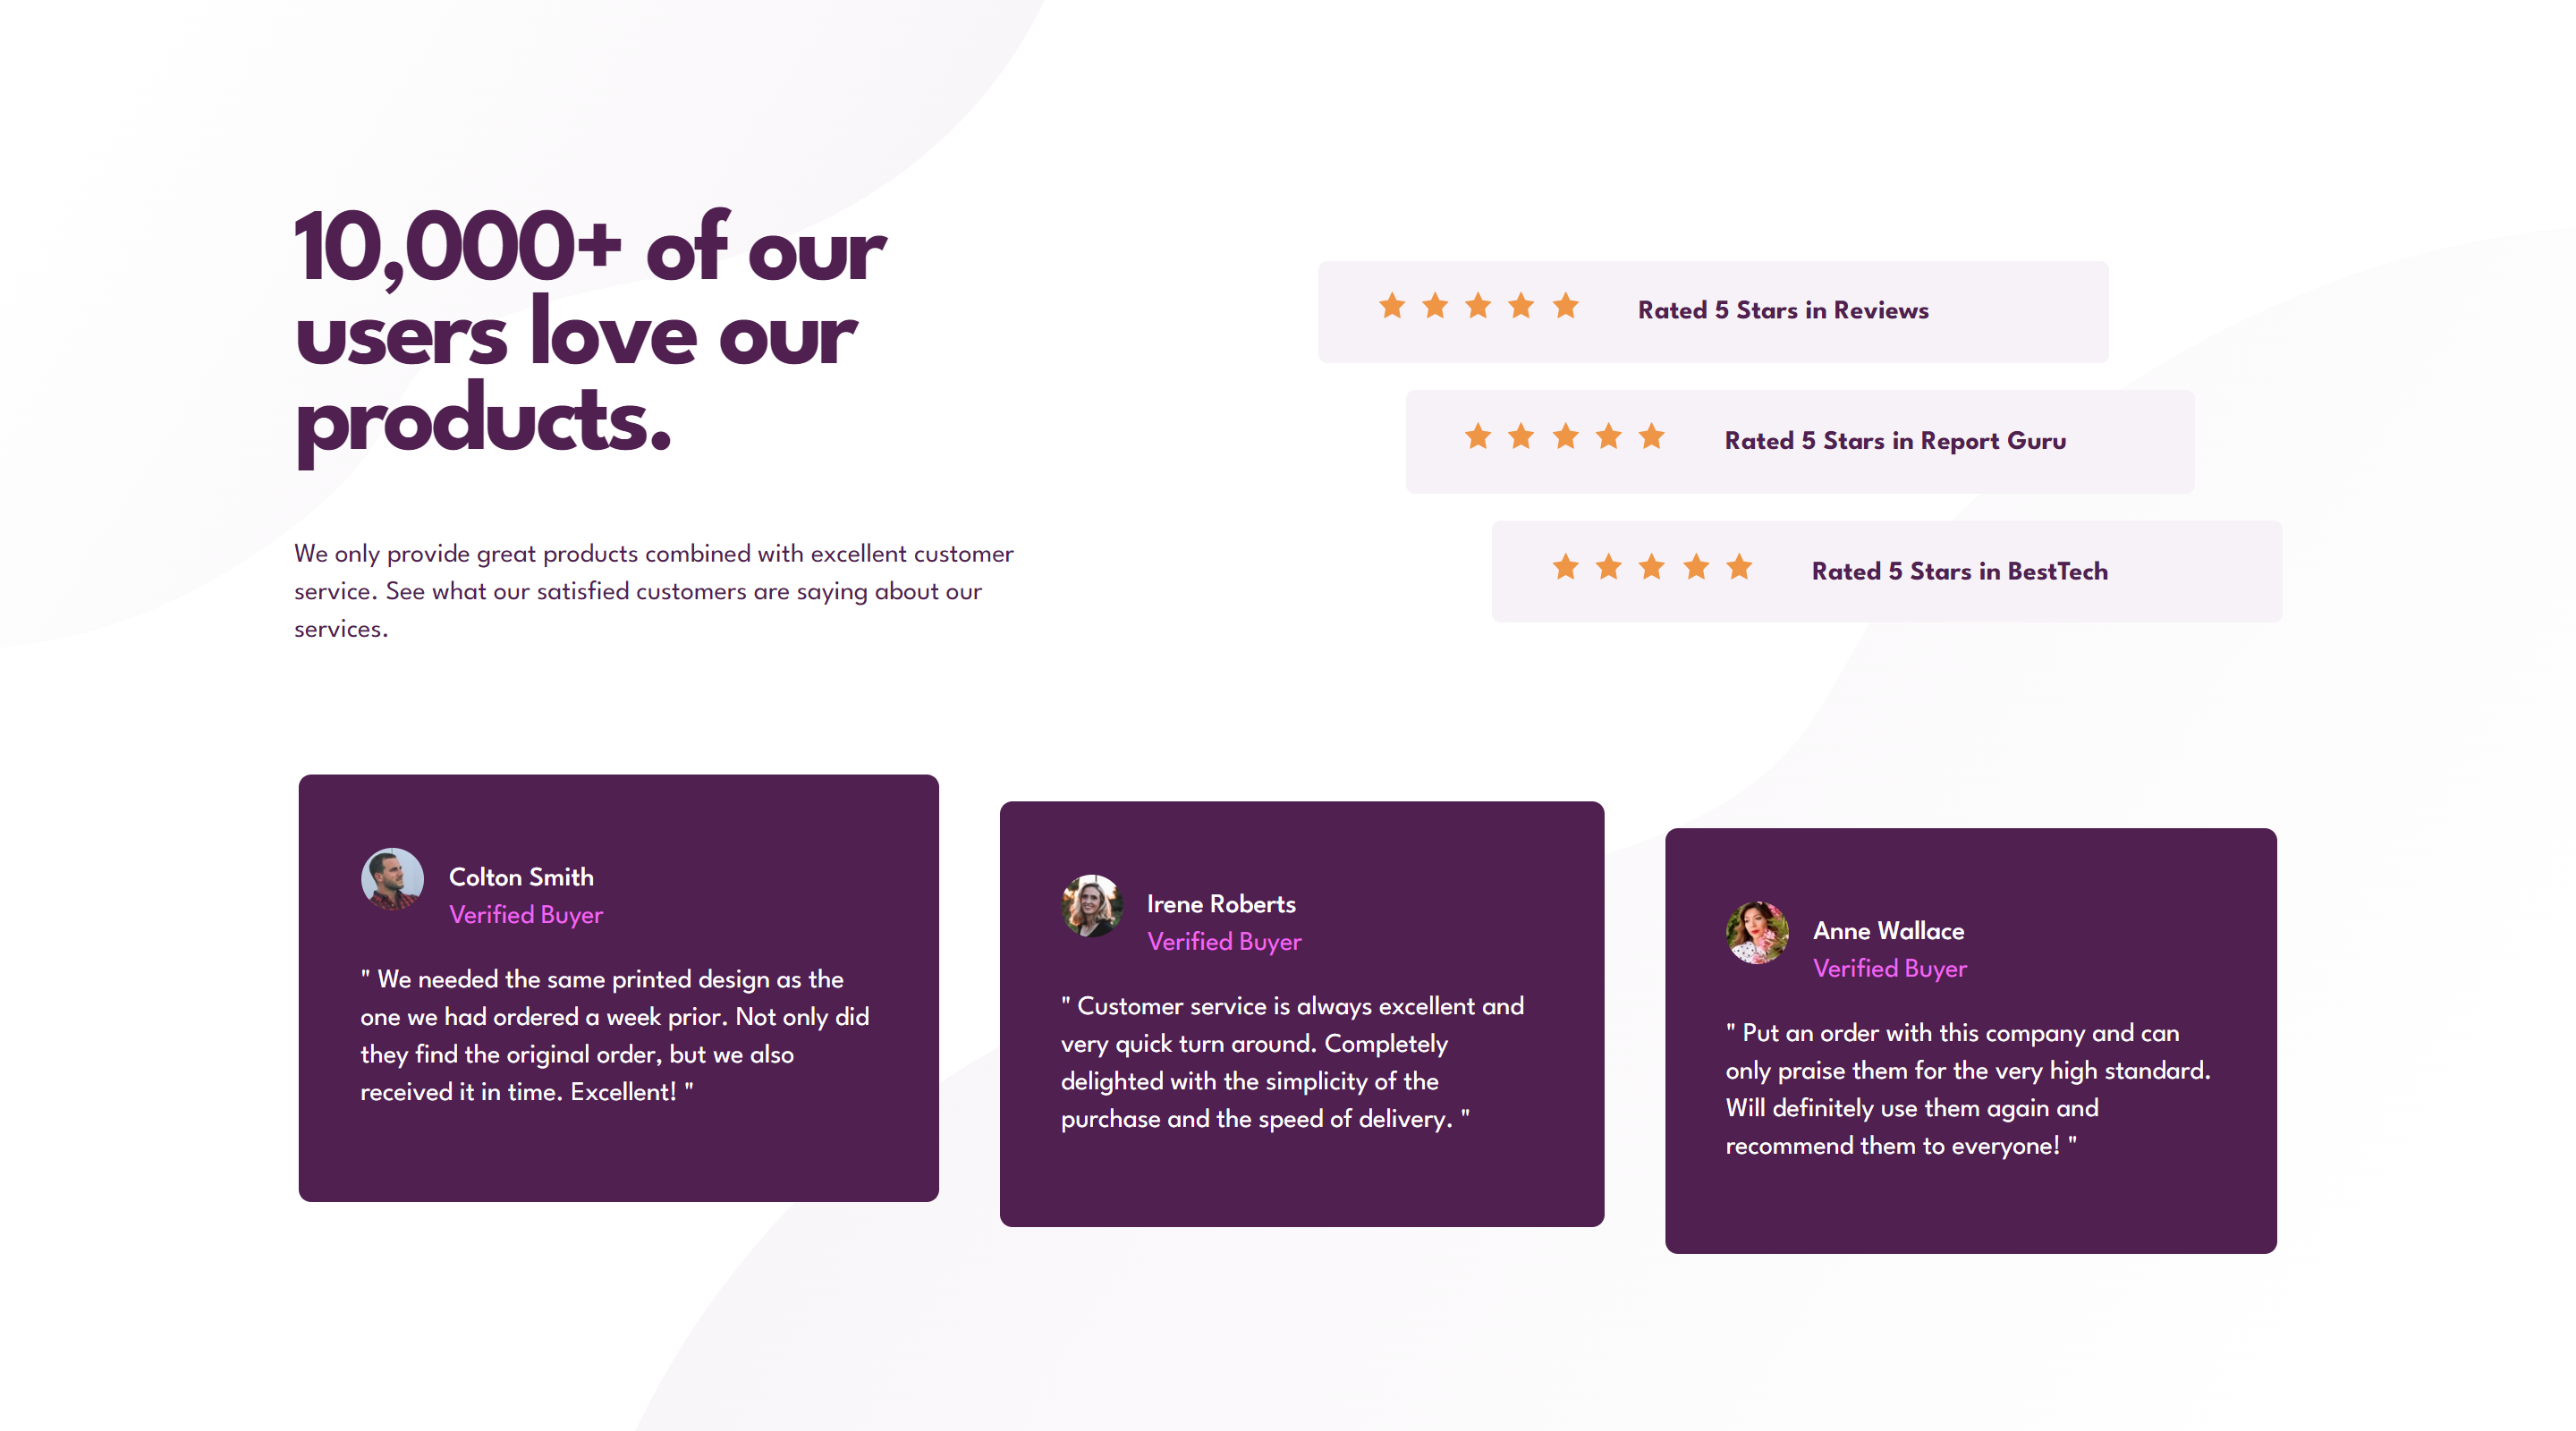 10,000+ of our
users love our
products.
We only provide great products combined with excellent customer
service. See what our satisfied customers are saying about our
services.
Rated 5 Stars in Reviews
Rated 5 Stars in Report Guru
Rated 5 Stars in BestTech
Colton Smith
Verified Buyer
" We needed the same printed design as the
one we had ordered a week prior. Not only did
they find the original order, but we also
received it in time. Excellent! "
Irene Roberts
Verified Buyer
" Customer service is always excellent and
very quick turn around. Completely
delighted with the simplicity of the
purchase and the speed of delivery. "
Anne Wallace
Verified Buyer
" Put an order with this company and can
only praise them for the very high standard.
Will definitely use them again and
recommend them to everyone! "